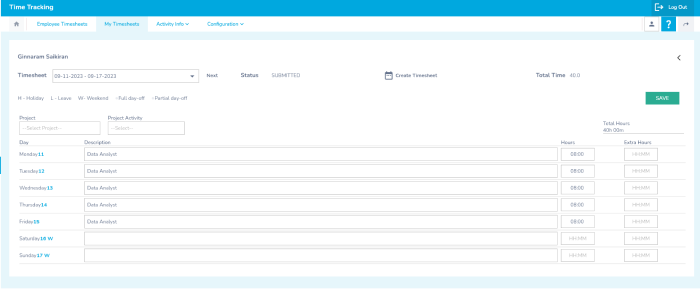 Time Tracking
Log Out
Employee Timesheets My Timesheets Activity Info Configuration
?
Girmaram Saikiran
Timesheet 09-11-2023 - 09-17-2023 Next Status SUBMITTED Create Timesheet Total Time 40.0
H - Holiday L - Leave W - Weekend - Full day-off - Partial day-off
SAVE
Project Project Activity Total Hours
- Select Project - - Select- 40h 00m
Day Description Hours Extra Hours
Monday 11 Data Analyst 08:00 HH:MM
Tuesday 12 Data Analyst 08:00 HH:MM
Wednesday 13 Data Analyst 08:00 HH:MM
Thursday 14 Data Analyst 08:00 HH:MM
Friday 15 Data Analyst 08:00 HH:MM
Saturday 16 W HH:MM HH:MM
Sunday 17 W HH:MM HH:MM